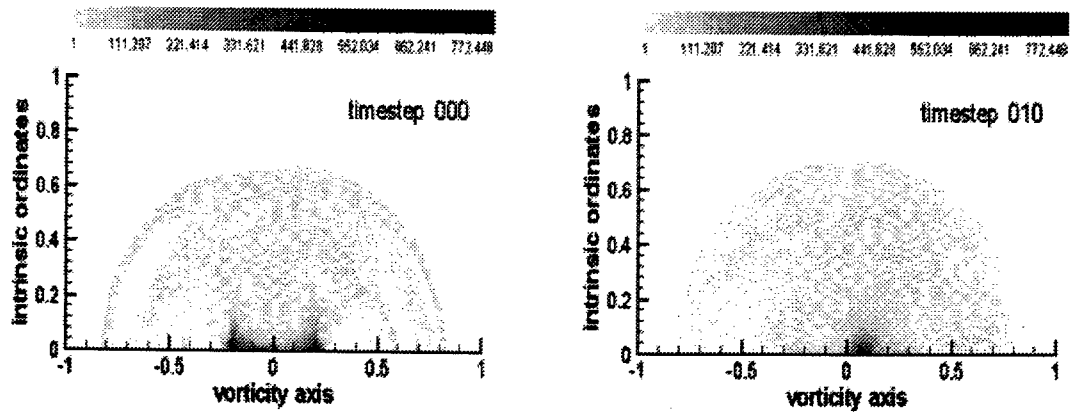 1 111.207 221.414 331.621 441.828 552.034 662.241 772.448
timestep 000
intrinsic ordinates
1
0.8
0.6
0.4
0.2
0
-1 -0.5 0 0.5 1
vorticity axis
1 111.207 221.414 331.621 441.828 552.034 662.241 772.448
timestep 010
intrinsic ordinates
1
0.8
0.6
0.4
0.2
0
-1 -0.5 0 0.5 1
vorticity axis